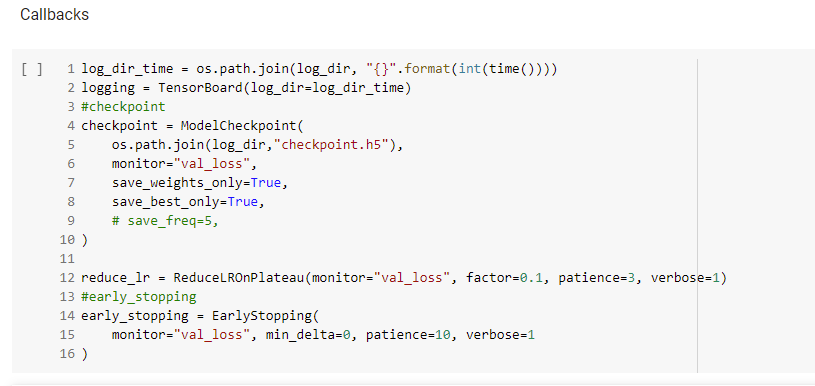 Callbacks
[ ] 1 log_dir_time = os.path.join(log_dir, "{}".format(int(time())))
2 logging = TensorBoard(log_dir=log_dir_time)
3 #checkpoint
4 checkpoint = ModelCheckpoint(
5     os.path.join(log_dir,"checkpoint.h5"),
6     monitor="val_loss",
7     save_weights_only=True,
8     save_best_only=True,
9     # save_freq=5,
10 )
11
12 reduce_lr = ReduceLROnPlateau(monitor="val_loss", factor=0.1, patience=3, verbose=1)
13 #early_stopping
14 early_stopping = EarlyStopping(
15     monitor="val_loss", min_delta=0, patience=10, verbose=1
16 )